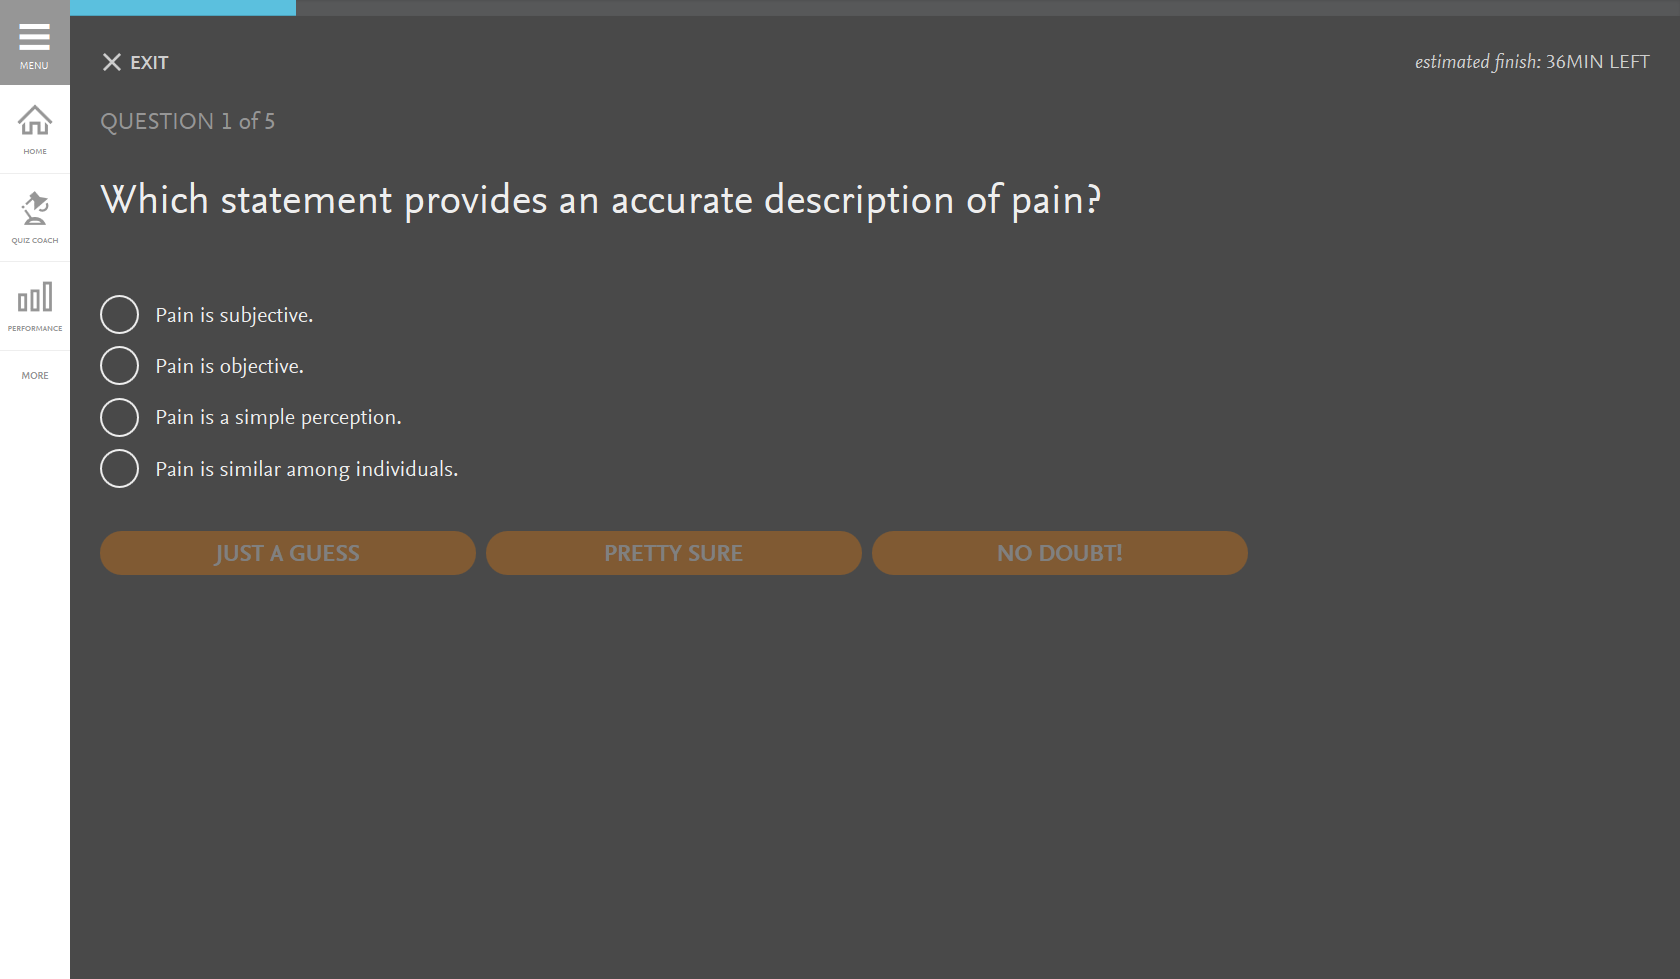 MENU
HOME
QUIZ COACH
PERFORMANCE
MORE
EXIT
estimated finish: 36MIN LEFT
QUESTION 1 of 5
Which statement provides an accurate description of pain?
Pain is subjective.
Pain is objective.
Pain is a simple perception.
Pain is similar among individuals.
JUST A GUESS
PRETTY SURE
NO DOUBT!